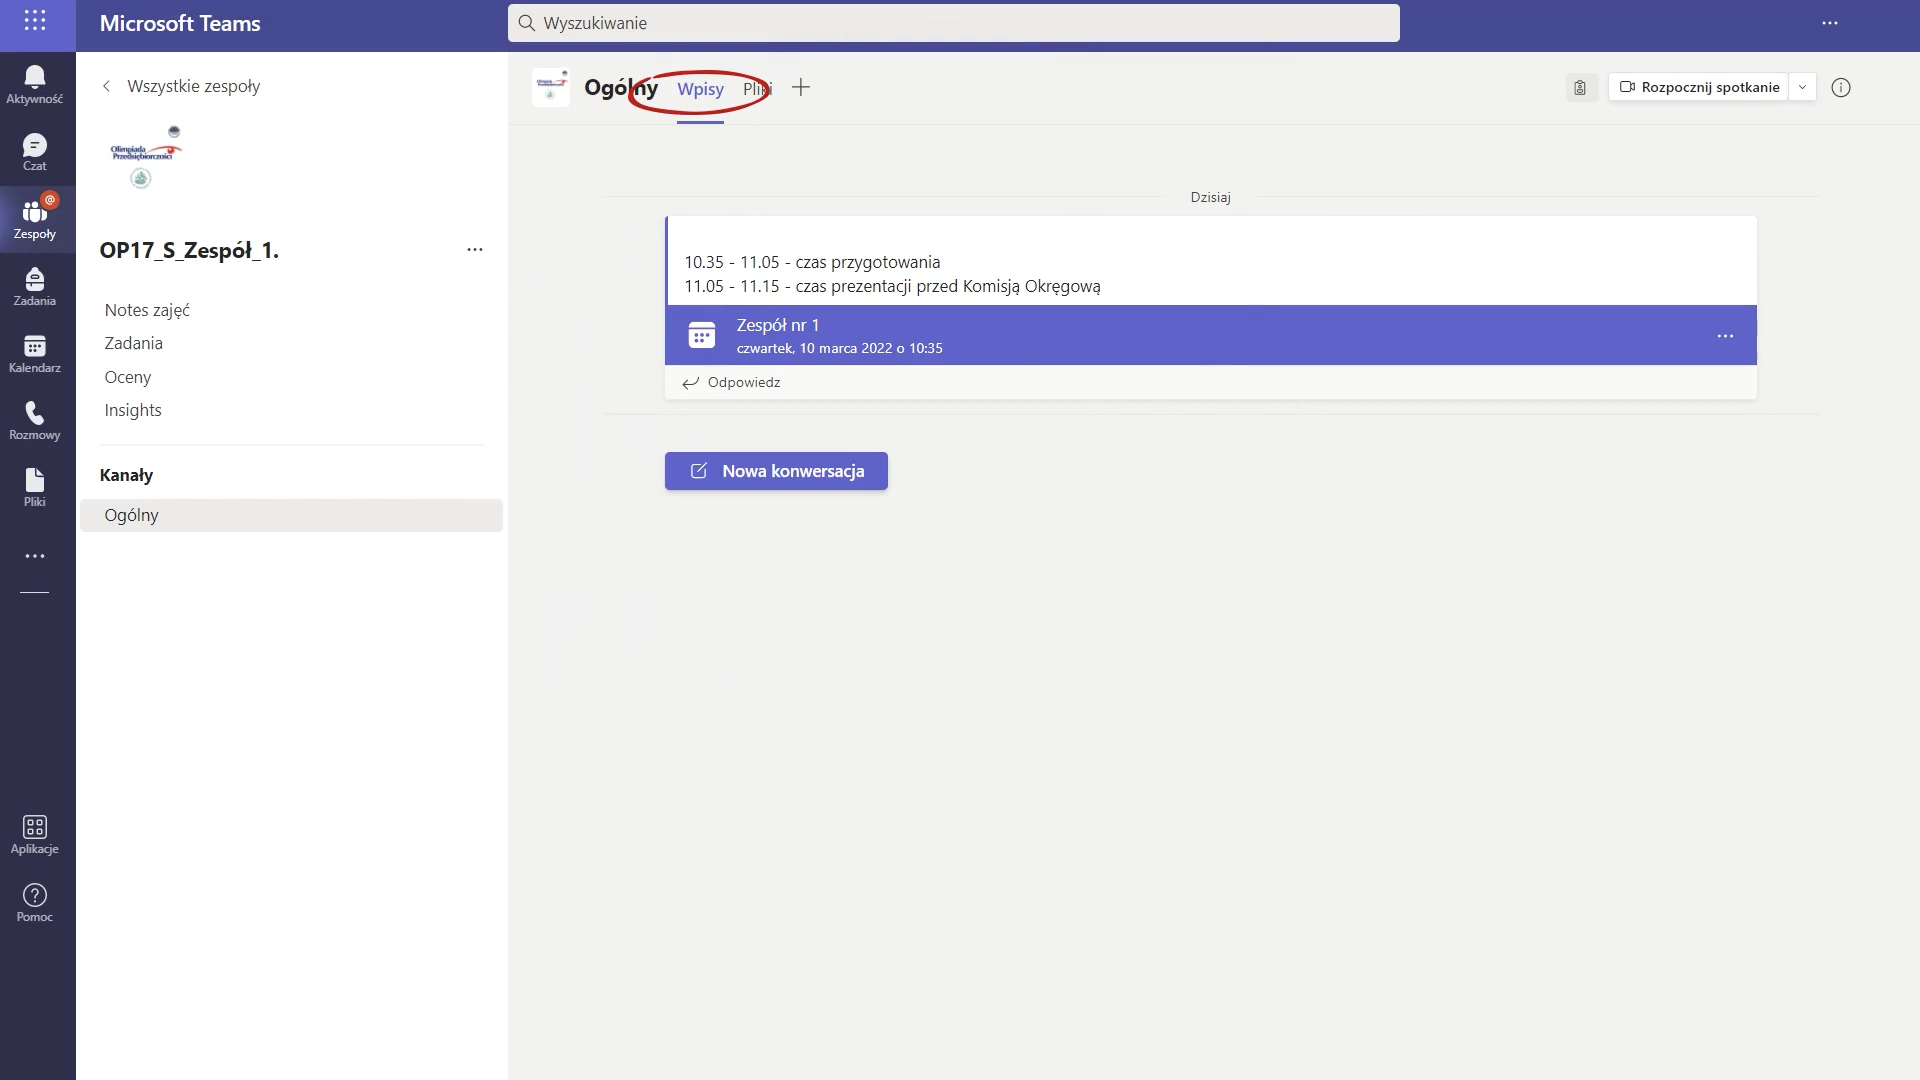 Microsoft Teams
Wyszukiwanie
Aktywność
Czat
@
Zespoły
Zadania
Kalendarz
Rozmowy
Pliki
Aplikacje
Pomoc
Wszystkie zespoły
Olimpiada
Przedsiębiorczości
OP17_S_Zespół_1.
Notes zajęć
Zadania
Oceny
Insights
Kanały
Ogólny
Ogólny Wpisy Pliki
Rozpocznij spotkanie
Dzisiaj
10.35 - 11.05 - czas przygotowania
11.05 - 11.15 - czas prezentacji przed Komisją Okręgową
Zespół nr 1
czwartek, 10 marca 2022 o 10:35
Odpowiedz
Nowa konwersacja